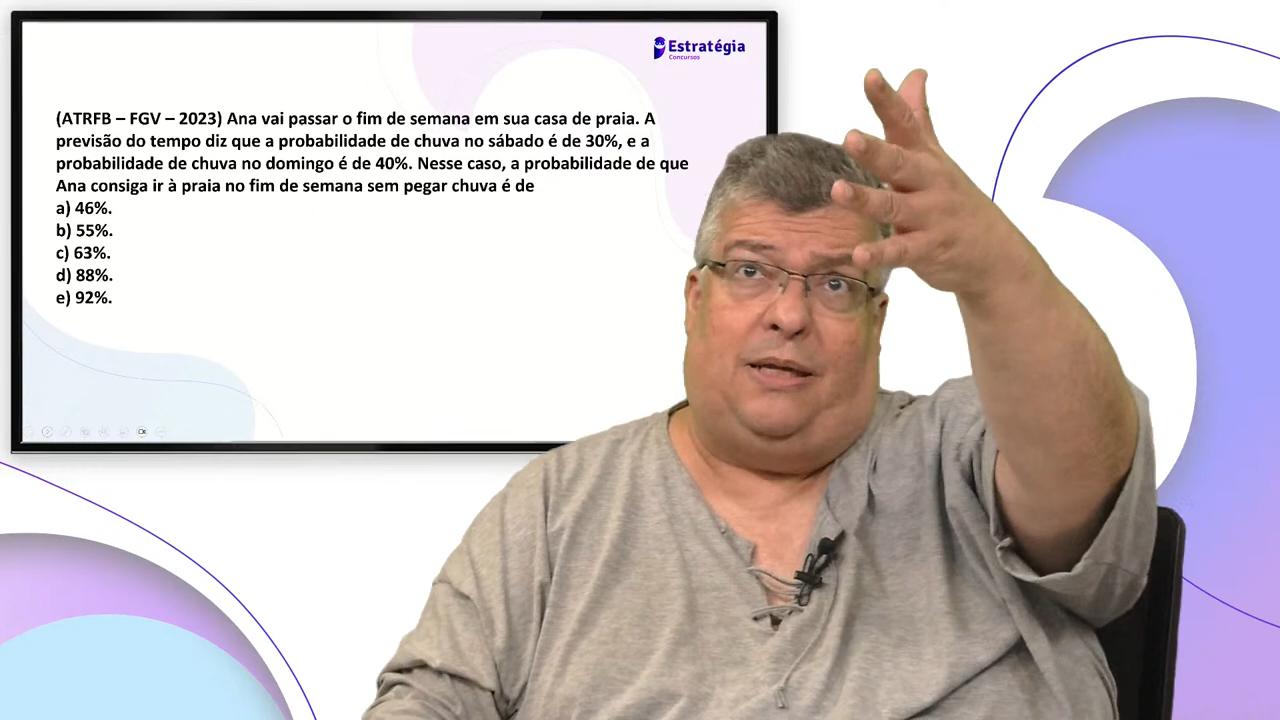 Estratégia
Concursos
(ATRFB – FGV – 2023) Ana vai passar o fim de semana em sua casa de praia. A
previsão do tempo diz que a probabilidade de chuva no sábado é de 30%, e a
probabilidade de chuva no domingo é de 40%. Nesse caso, a probabilidade de que
Ana consiga ir à praia no fim de semana sem pegar chuva é de
a) 46%.
b) 55%.
c) 63%.
d) 88%.
e) 92%.